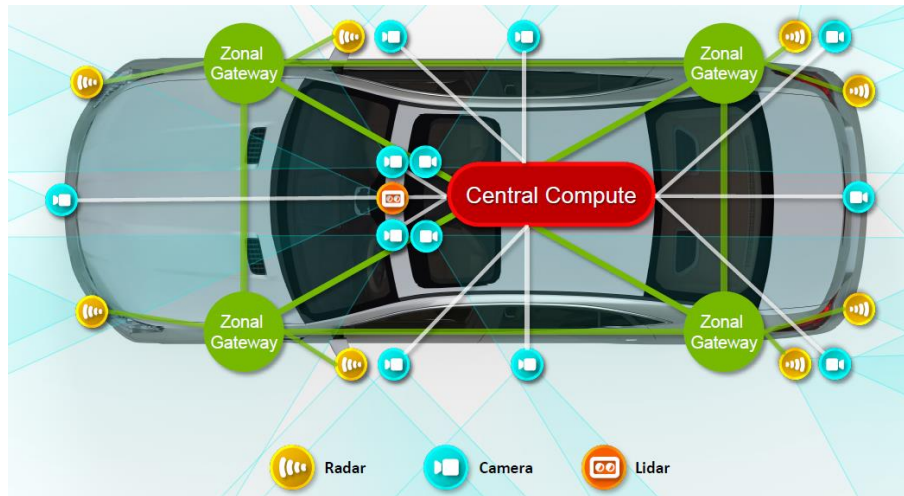 Zonal
Gateway
Zonal
Gateway
Central Compute
Zonal
Gateway
Zonal
Gateway
Radar
Camera
Lidar